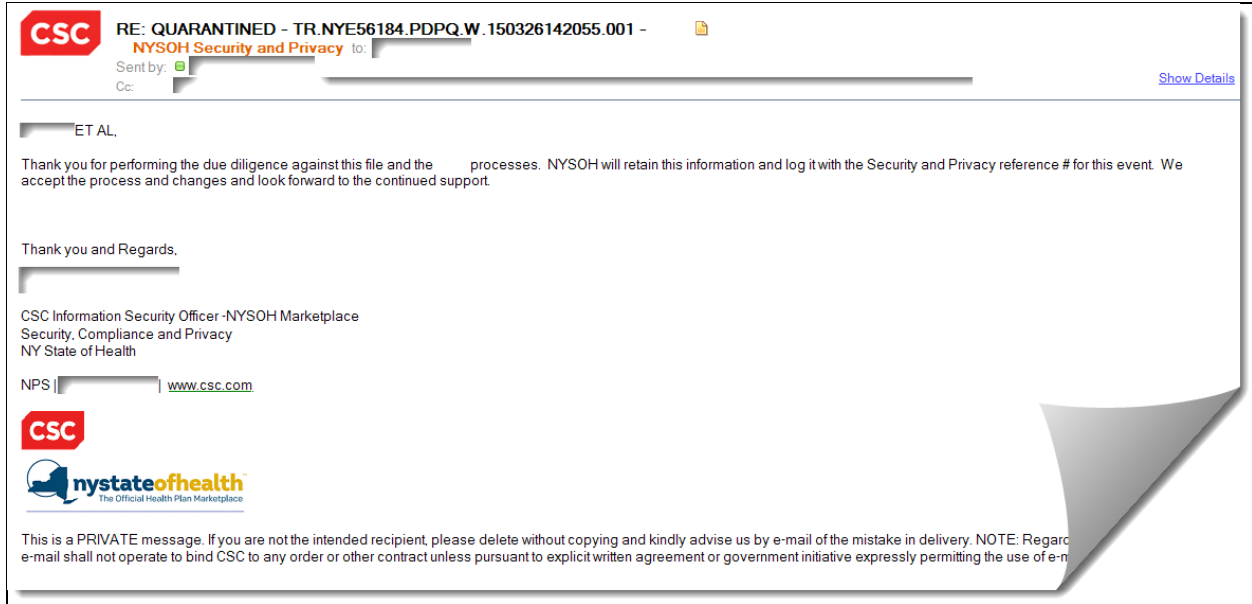 CSC
RE: QUARANTINED - TR.NYE56184.PDPQ.W.150326142055.001 -
NYSOH Security and Privacy to:
Sent by:
Cc:
Show Details
ET AL,
Thank you for performing the due diligence against this file and the processes. NYSOH will retain this information and log it with the Security and Privacy reference # for this event. We
accept the process and changes and look forward to the continued support.
Thank you and Regards,
CSC Information Security Officer -NYSOH Marketplace
Security, Compliance and Privacy
NY State of Health
NPS | | www.csc.com
CSC
nystateofhealth
The Official Health Plan Marketplace
This is a PRIVATE message. If you are not the intended recipient, please delete without copying and kindly advise us by e-mail of the mistake in delivery. NOTE: Regard
e-mail shall not operate to bind CSC to any order or other contract unless pursuant to explicit written agreement or government initiative expressly permitting the use of e-m